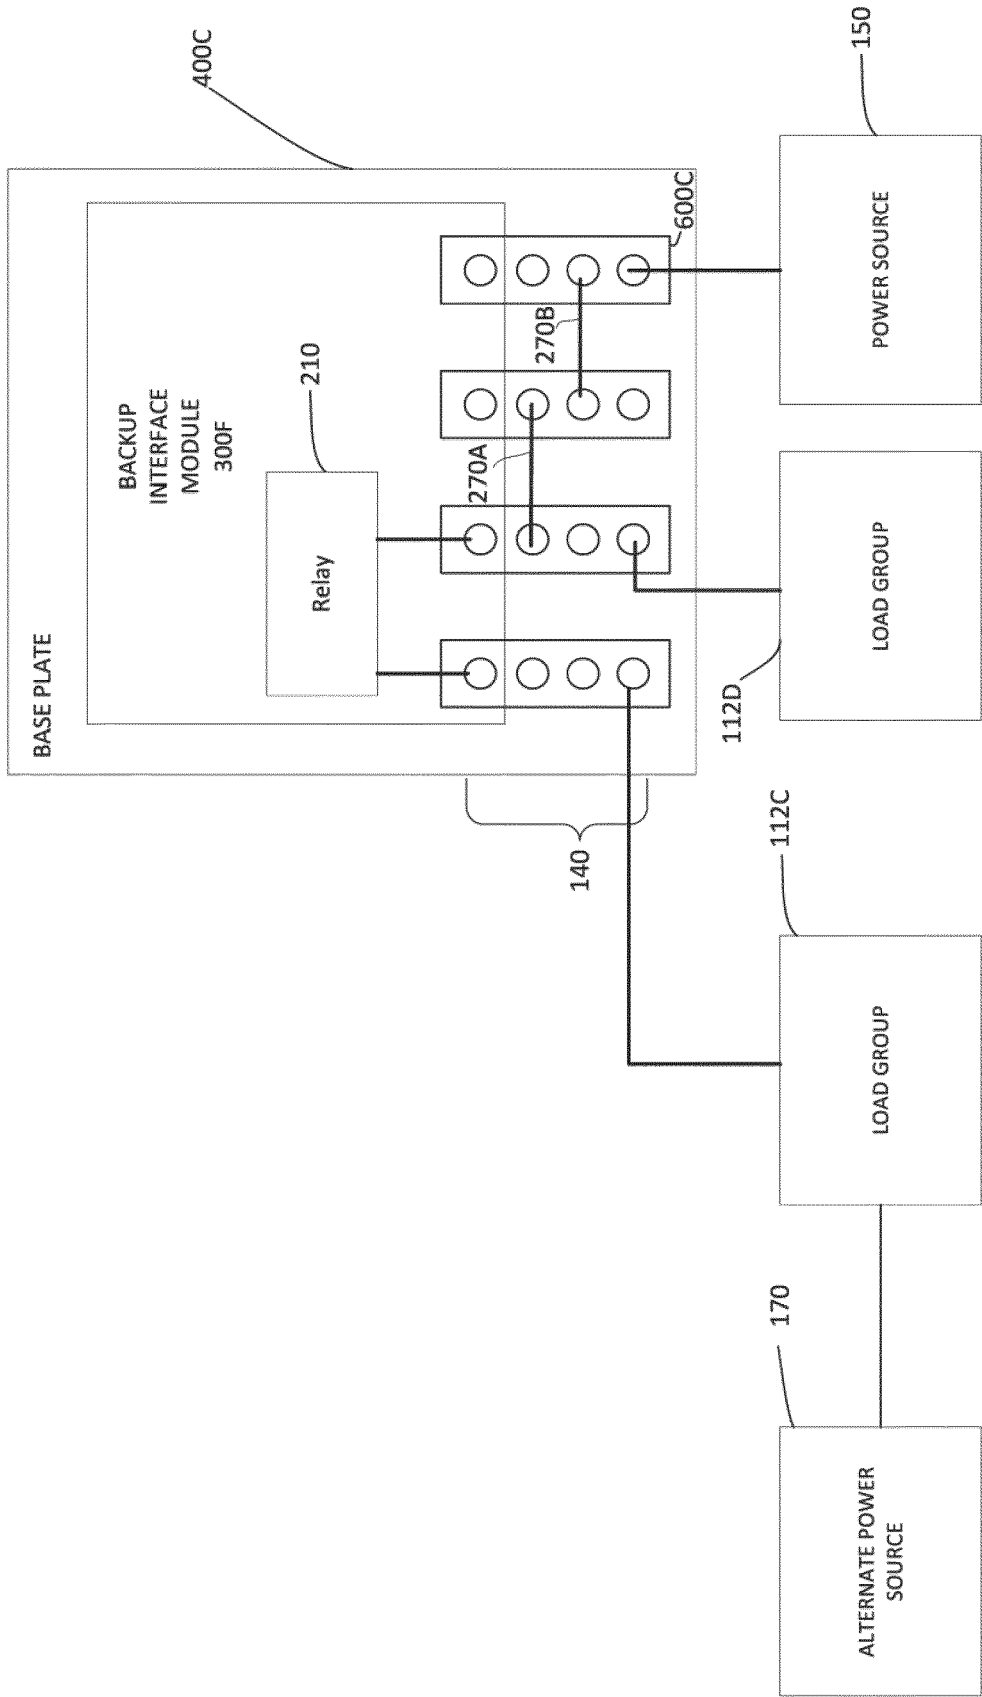 BASE PLATE
400C
BACKUP
INTERFACE
MODULE
300F
210
Relay
270A
270B
600C
140
112D
112C
170
150
ALTERNATE POWER
SOURCE
LOAD GROUP
LOAD GROUP
POWER SOURCE